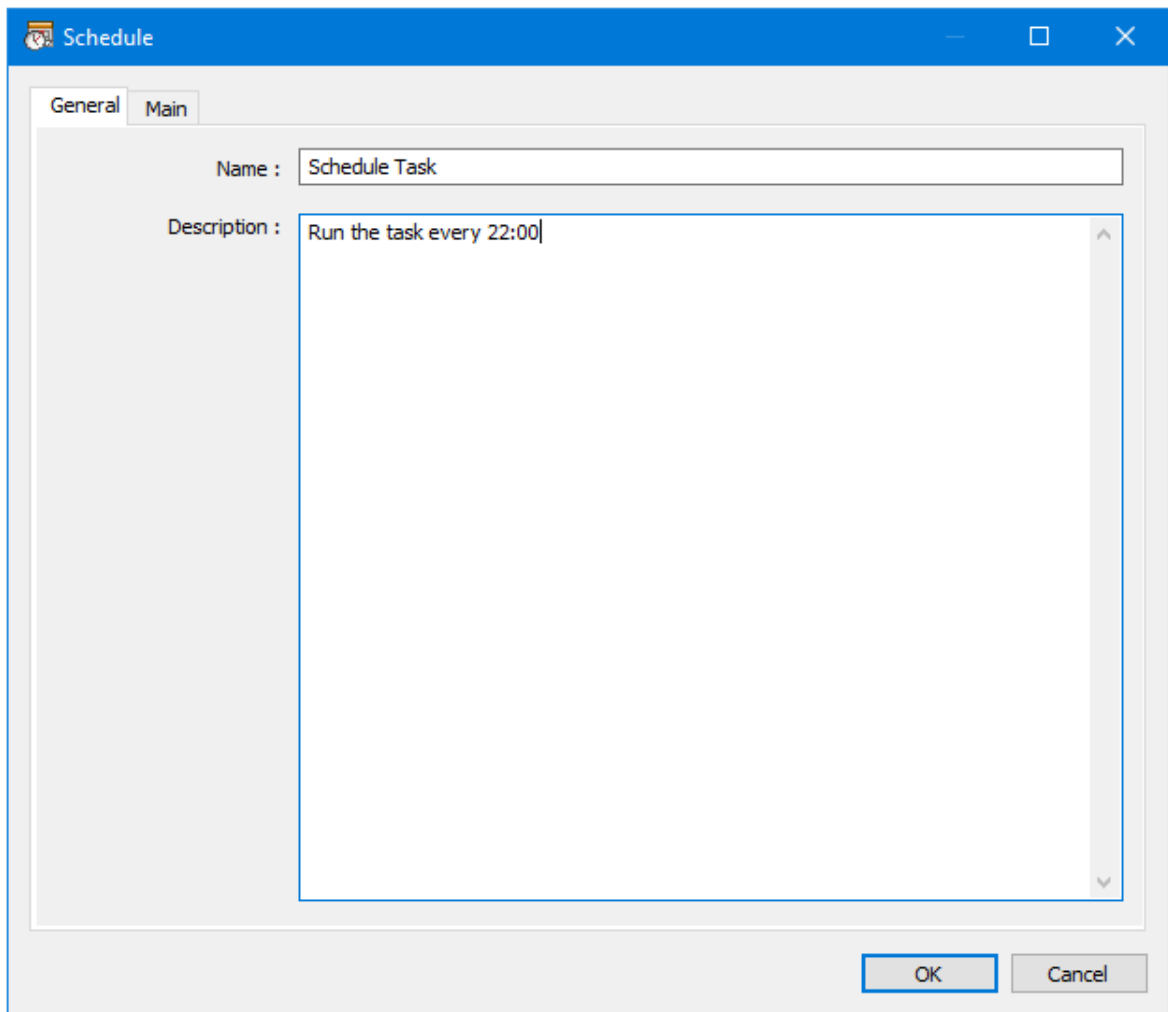 Schedule
General Main
Name : Schedule Task
Description : Run the task every 22:00
OK Cancel